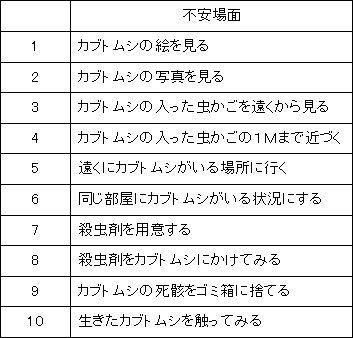 不安場面
1 カブトムシの絵を見る
2 カブトムシの写真を見る
3 カブトムシの入った虫かごを遠くから見る
4 カブトムシの入った虫かごの１Ｍまで近づく
5 遠くにカブトムシがいる場所に行く
6 同じ部屋にカブトムシがいる状況にする
7 殺虫剤を用意する
8 殺虫剤をカブトムシにかけてみる
9 カブトムシの死骸をゴミ箱に捨てる
10 生きたカブトムシを触ってみる